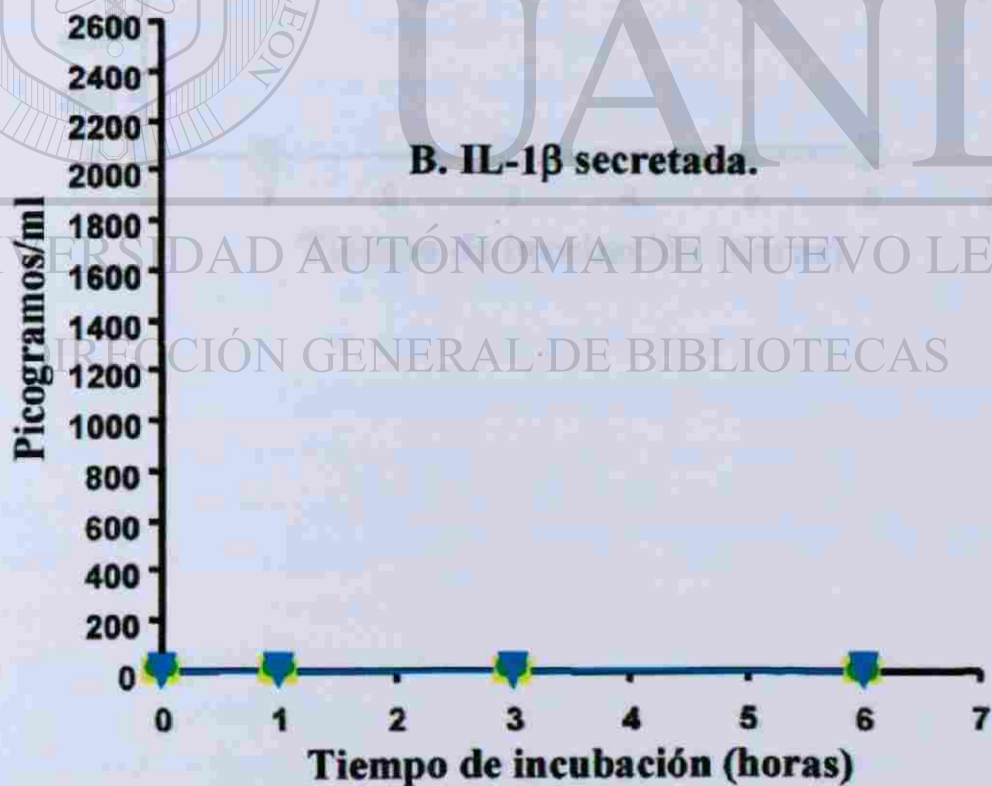 LEON
UANL
B. IL-1β secretada.
UNIVERSIDAD AUTÓNOMA DE NUEVO LE
DIRECCIÓN GENERAL DE BIBLIOTECAS
Picogramos/ml
2600
2400
2200
2000
1800
1600
1400
1200
1000
800
600
400
200
0
0 1 2 3 4 5 6 7
Tiempo de incubación (horas)